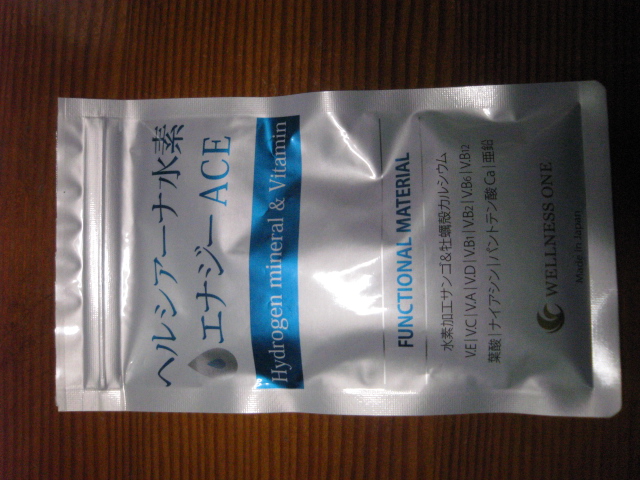 ヘルシアーナ水素
エナジー ACE
Hydrogen mineral & Vitamin
FUNCTIONAL MATERIAL
水素加工サンゴ&牡蠣殻カルシウム
V.E|V.C|V.A|V.D|V.B1|V.B2|V.B6|V.B12
葉酸|ナイアシン|パントテン酸Ca|亜鉛
WELLNESS ONE
Made in Japan